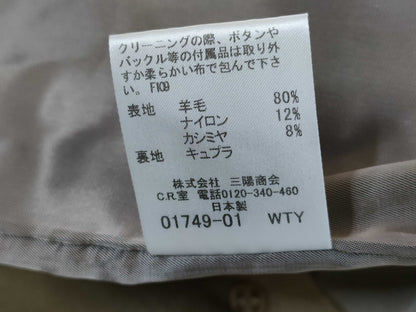 クリーニングの際、ボタンや
バックル等の付属品は取り外
すか柔らかい布で包んで下さ
い。F109
表地 羊毛 80%
ナイロン 12%
カシミヤ 8%
裏地 キュプラ
株式会社 三陽商会
C.R.室 電話0120-340-460
日本製
01749-01 WTY